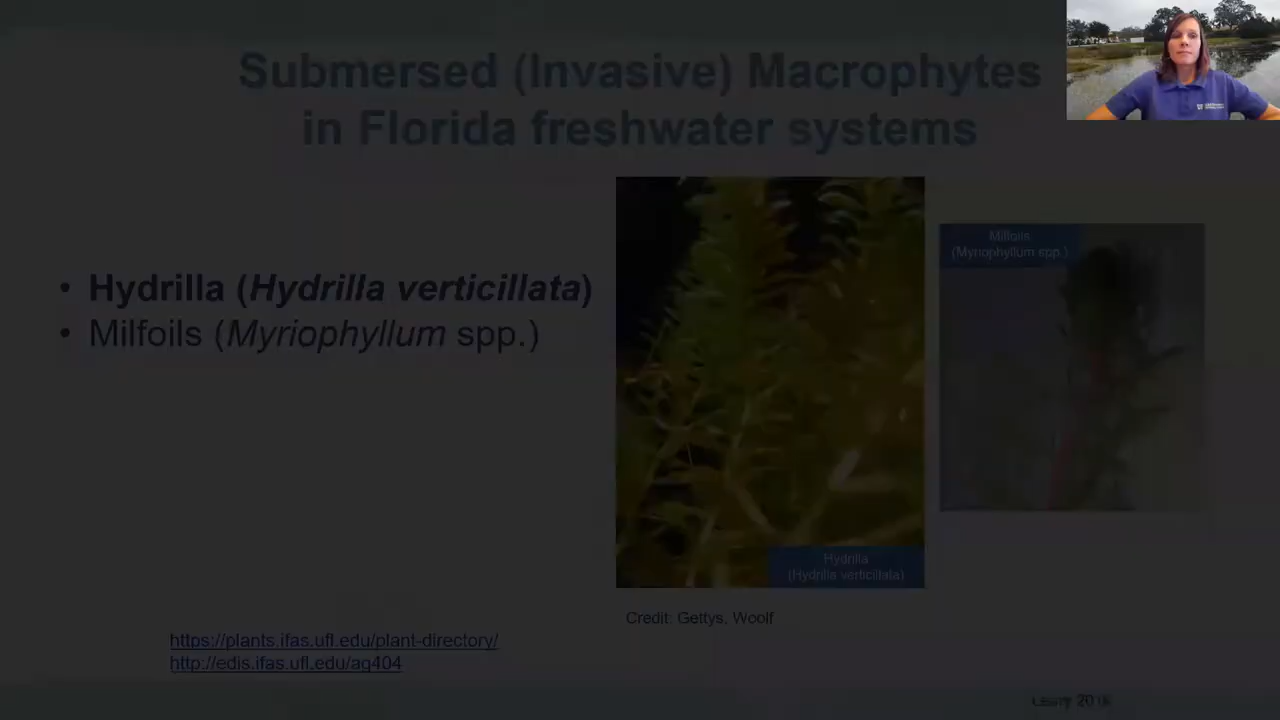 Submersed (Invasive) Macrophytes
in Florida freshwater systems
• Hydrilla (Hydrilla verticillata)
• Milfoils (Myriophyllum spp.)
Milfoils
(Myriophyllum spp.)
Hydrilla
(Hydrilla verticillata)
Credit: Gettys, Woolf
https://plants.ifas.ufl.edu/plant-directory/
http://edis.ifas.ufl.edu/ag404